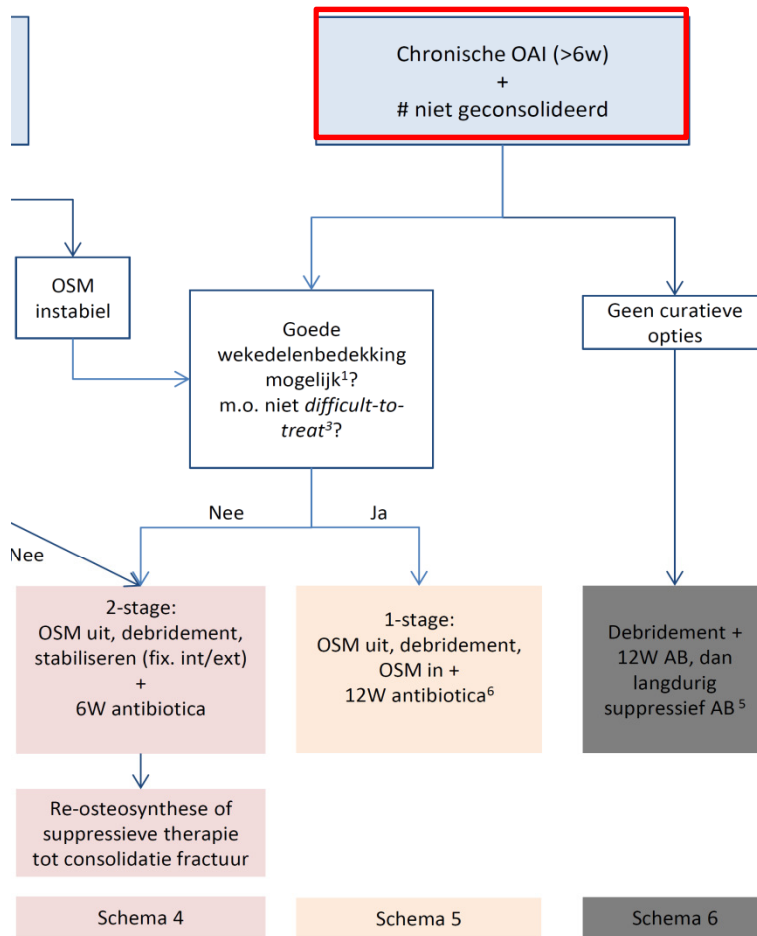 Chronische OAI (>6w)
+
# niet geconsolideerd
OSM
instabiel
Goede
wekedelenbedekking
mogelijk¹?
m.o. niet difficult-to-
treat³?
Geen curatieve
opties
Nee
Ja
Nee
2-stage:
OSM uit, debridement,
stabiliseren (fix. int/ext)
+
6W antibiotica
1-stage:
OSM uit, debridement,
OSM in +
12W antibiotica⁶
Debridement +
12W AB, dan
langdurig
suppressief AB ⁵
Re-osteosynthese of
suppressieve therapie
tot consolidatie fractuur
Schema 4
Schema 5
Schema 6